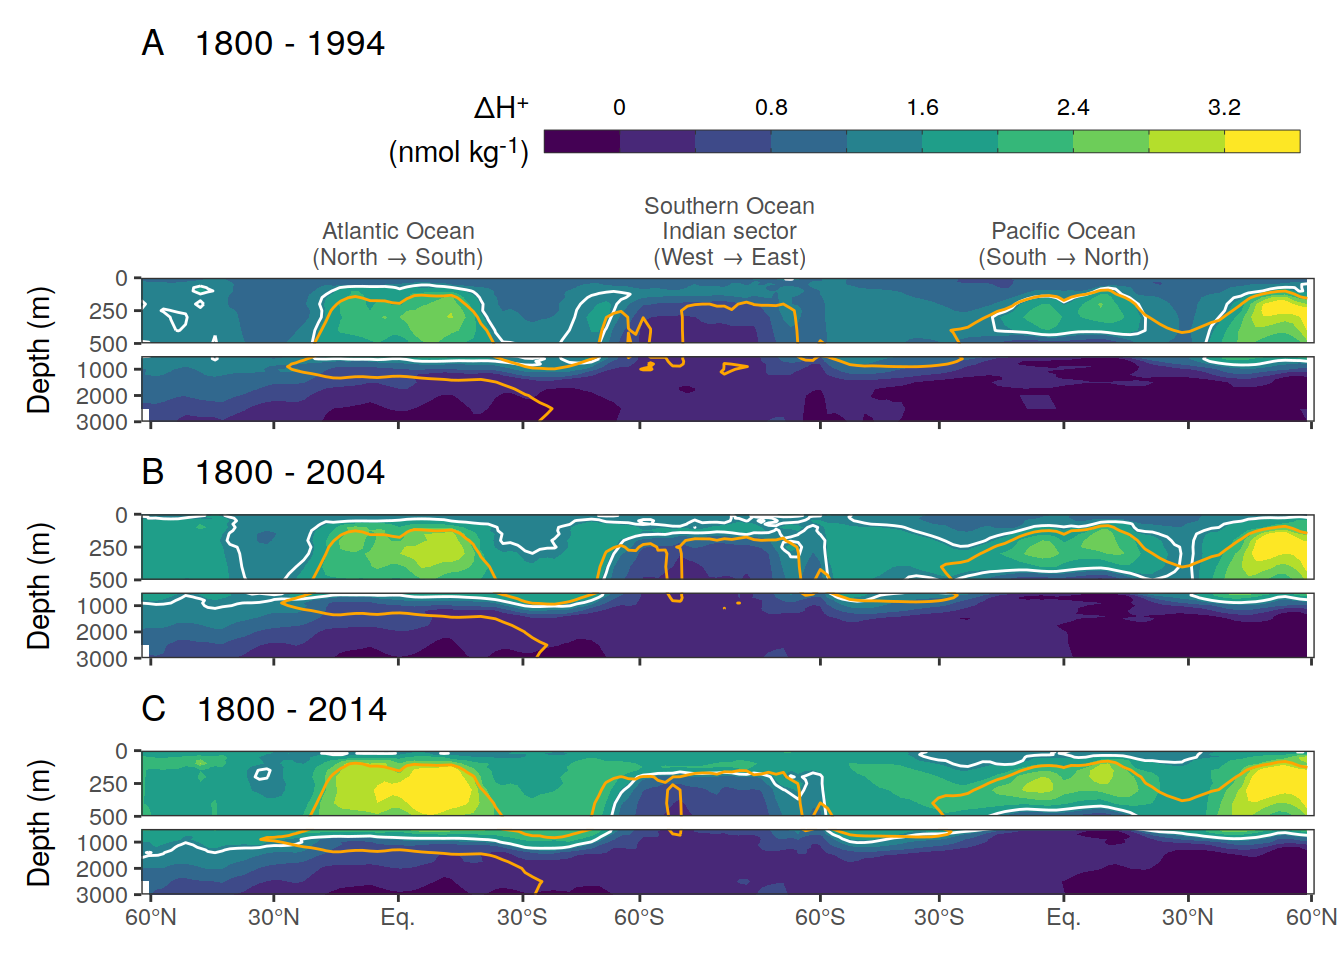 A 1800 - 1994
ΔH⁺ 0 0.8 1.6 2.4 3.2
(nmol kg⁻¹)
Southern Ocean
Atlantic Ocean Indian sector Pacific Ocean
(North → South) (West → East) (South → North)
0
250
500
1000
2000
3000
Depth (m)
B 1800 - 2004
0
250
500
1000
2000
3000
Depth (m)
C 1800 - 2014
0
250
500
1000
2000
3000
Depth (m)
60°N 30°N Eq. 30°S 60°S 60°S 30°S Eq. 30°N 60°N